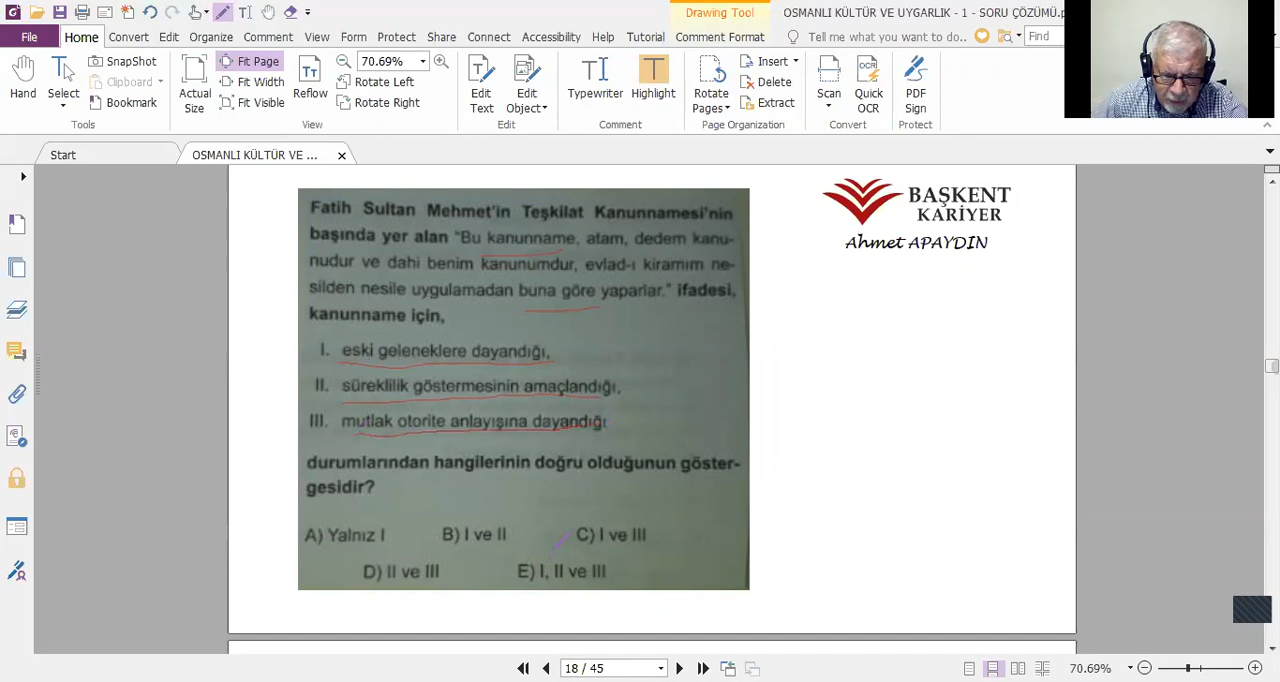 Drawing Tool
OSMANLI KÜLTÜR VE UYGARLIK - 1 - SORU ÇÖZÜMÜ.p
File Home Convert Edit Organize Comment View Form Protect Share Connect Accessibility Help Tutorial Comment Format Tell me what you want to do.. Find
Hand Select SnapShot Clipboard Bookmark Tools
Actual Size Fit Page Fit Width Fit Visible Reflow 70.69% Rotate Left Rotate Right View
Edit Text Edit Object Edit
Typewriter Highlight Comment
Rotate Pages Insert Delete Extract Page Organization
Scan Quick OCR Convert
PDF Sign Protect
Start OSMANLI KÜLTÜR VE ...
BAŞKENT
KARİYER
Ahmet APAYDIN
Fatih Sultan Mehmet'in Teşkilat Kanunnamesi'nin
başında yer alan "Bu kanunname, atam, dedem kanu-
nudur ve dahi benim kanunumdur, evlad-ı kiramım ne-
silden nesile uygulamadan buna göre yaparlar." ifadesi,
kanunname için,
I. eski geleneklere dayandığı,
II. süreklilik göstermesinin amaçlandığı,
III. mutlak otorite anlayışına dayandığı
durumlarından hangilerinin doğru olduğunun göster-
gesidir?
A) Yalnız I B) I ve II C) I ve III
D) II ve III E) I, II ve III
18 / 45
70.69%